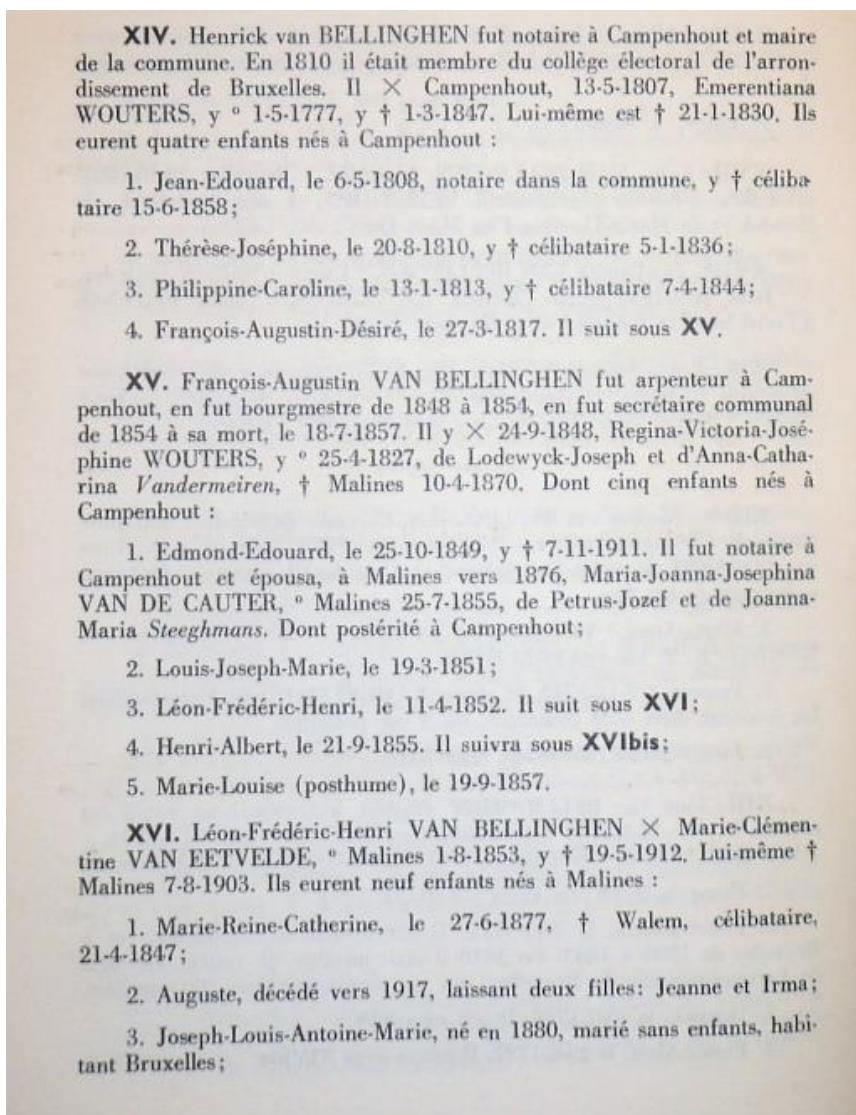 XIV. Henrick van BELLINGHEN fut notaire à Campenhout et maire
de la commune. En 1810 il était membre du collège électoral de l'arron-
dissement de Bruxelles. Il × Campenhout, 13-5-1807, Emerentiana
WOUTERS, y ° 1-5-1777, y † 1-3-1847. Lui-même est † 21-1-1830. Ils
eurent quatre enfants nés à Campenhout :
1. Jean-Edouard, le 6-5-1808, notaire dans la commune, y † céliba-
taire 15-6-1858;
2. Thérèse-Joséphine, le 20-8-1810, y † célibataire 5-1-1836;
3. Philippine-Caroline, le 13-1-1813, y † célibataire 7-4-1844;
4. François-Augustin-Désiré, le 27-3-1817. Il suit sous XV.
XV. François-Augustin VAN BELLINGHEN fut arpenteur à Cam-
penhout, en fut bourgmestre de 1848 à 1854, en fut secrétaire communal
de 1854 à sa mort, le 18-7-1857. Il y × 24-9-1848, Regina-Victoria-José-
phine WOUTERS, y ° 25-4-1827, de Lodewyck-Joseph et d'Anna-Catha-
rina Vandermeiren, † Malines 10-4-1870. Dont cinq enfants nés à
Campenhout :
1. Edmond-Edouard, le 25-10-1849, y † 7-11-1911. Il fut notaire à
Campenhout et épousa, à Malines vers 1876, Maria-Joanna-Josephina
VAN DE CAUTER, ° Malines 25-7-1855, de Petrus-Jozef et de Joanna-
Maria Steeghmans. Dont postérité à Campenhout;
2. Louis-Joseph-Marie, le 19-3-1851;
3. Léon-Frédéric-Henri, le 11-4-1852. Il suit sous XVI;
4. Henri-Albert, le 21-9-1855. Il suivra sous XVIbis;
5. Marie-Louise (posthume), le 19-9-1857.
XVI. Léon-Frédéric-Henri VAN BELLINGHEN × Marie-Clémen-
tine VAN EETVELDE, ° Malines 1-8-1853, y † 19-5-1912. Lui-même †
Malines 7-8-1903. Ils eurent neuf enfants nés à Malines :
1. Marie-Reine-Catherine, le 27-6-1877, † Walem, célibataire,
21-4-1847;
2. Auguste, décédé vers 1917, laissant deux filles: Jeanne et Irma;
3. Joseph-Louis-Antoine-Marie, né en 1880, marié sans enfants, habi-
tant Bruxelles;